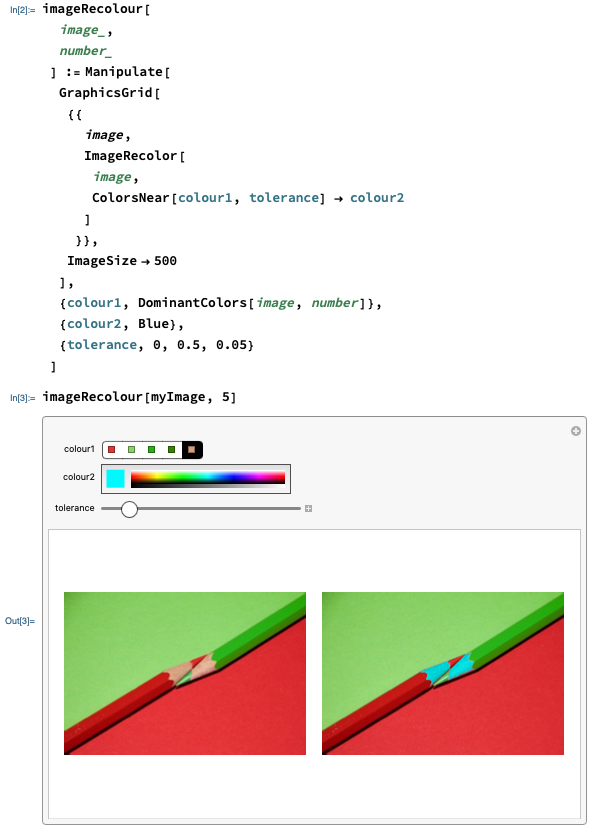 In[2]:= imageRecolour[
image_,
number_
] := Manipulate[
GraphicsGrid[
{{
image,
ImageRecolor[
image,
ColorsNear[colour1, tolerance] → colour2
]
}},
ImageSize → 500
],
{colour1, DominantColors[image, number]},
{colour2, Blue},
{tolerance, 0, 0.5, 0.05}
]
In[3]:= imageRecolour[myImage, 5]
colour1
colour2
tolerance
Out[3]=